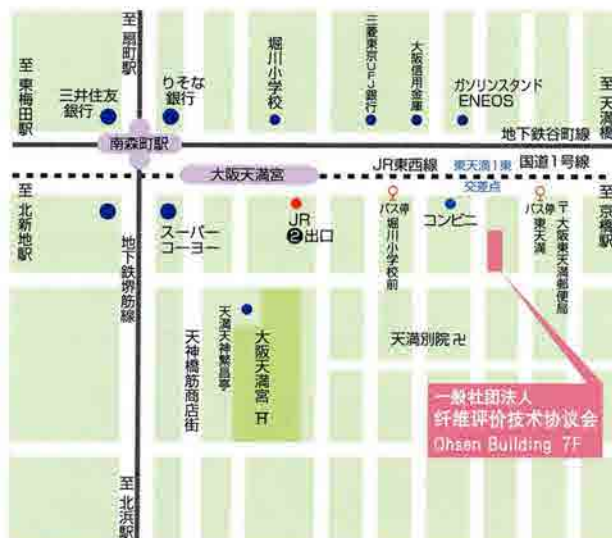 至 扇町駅
至 東梅田駅
三井住友
銀行
りそな
銀行
堀川小学校
三菱東京UFJ銀行
大阪信用金庫
ガソリンスタンド
ENEOS
至 天満橋
地下鉄谷町線
南森町駅
JR東西線
東天満1東
交差点
国道1号線
大阪天満宮
至 北新地駅
スーパー
コーヨー
JR
❷出口
バス停
堀川小学校前
コンビニ
バス停
東天満
〒大阪東天満郵便局
至 京橋駅
地下鉄堺筋線
天神橋筋商店街
天満天神繁昌亭
大阪天満宮
天満別院卍
一般社团法人
纤维评价技术协议会
Ohsen Building 7F
至 北浜駅